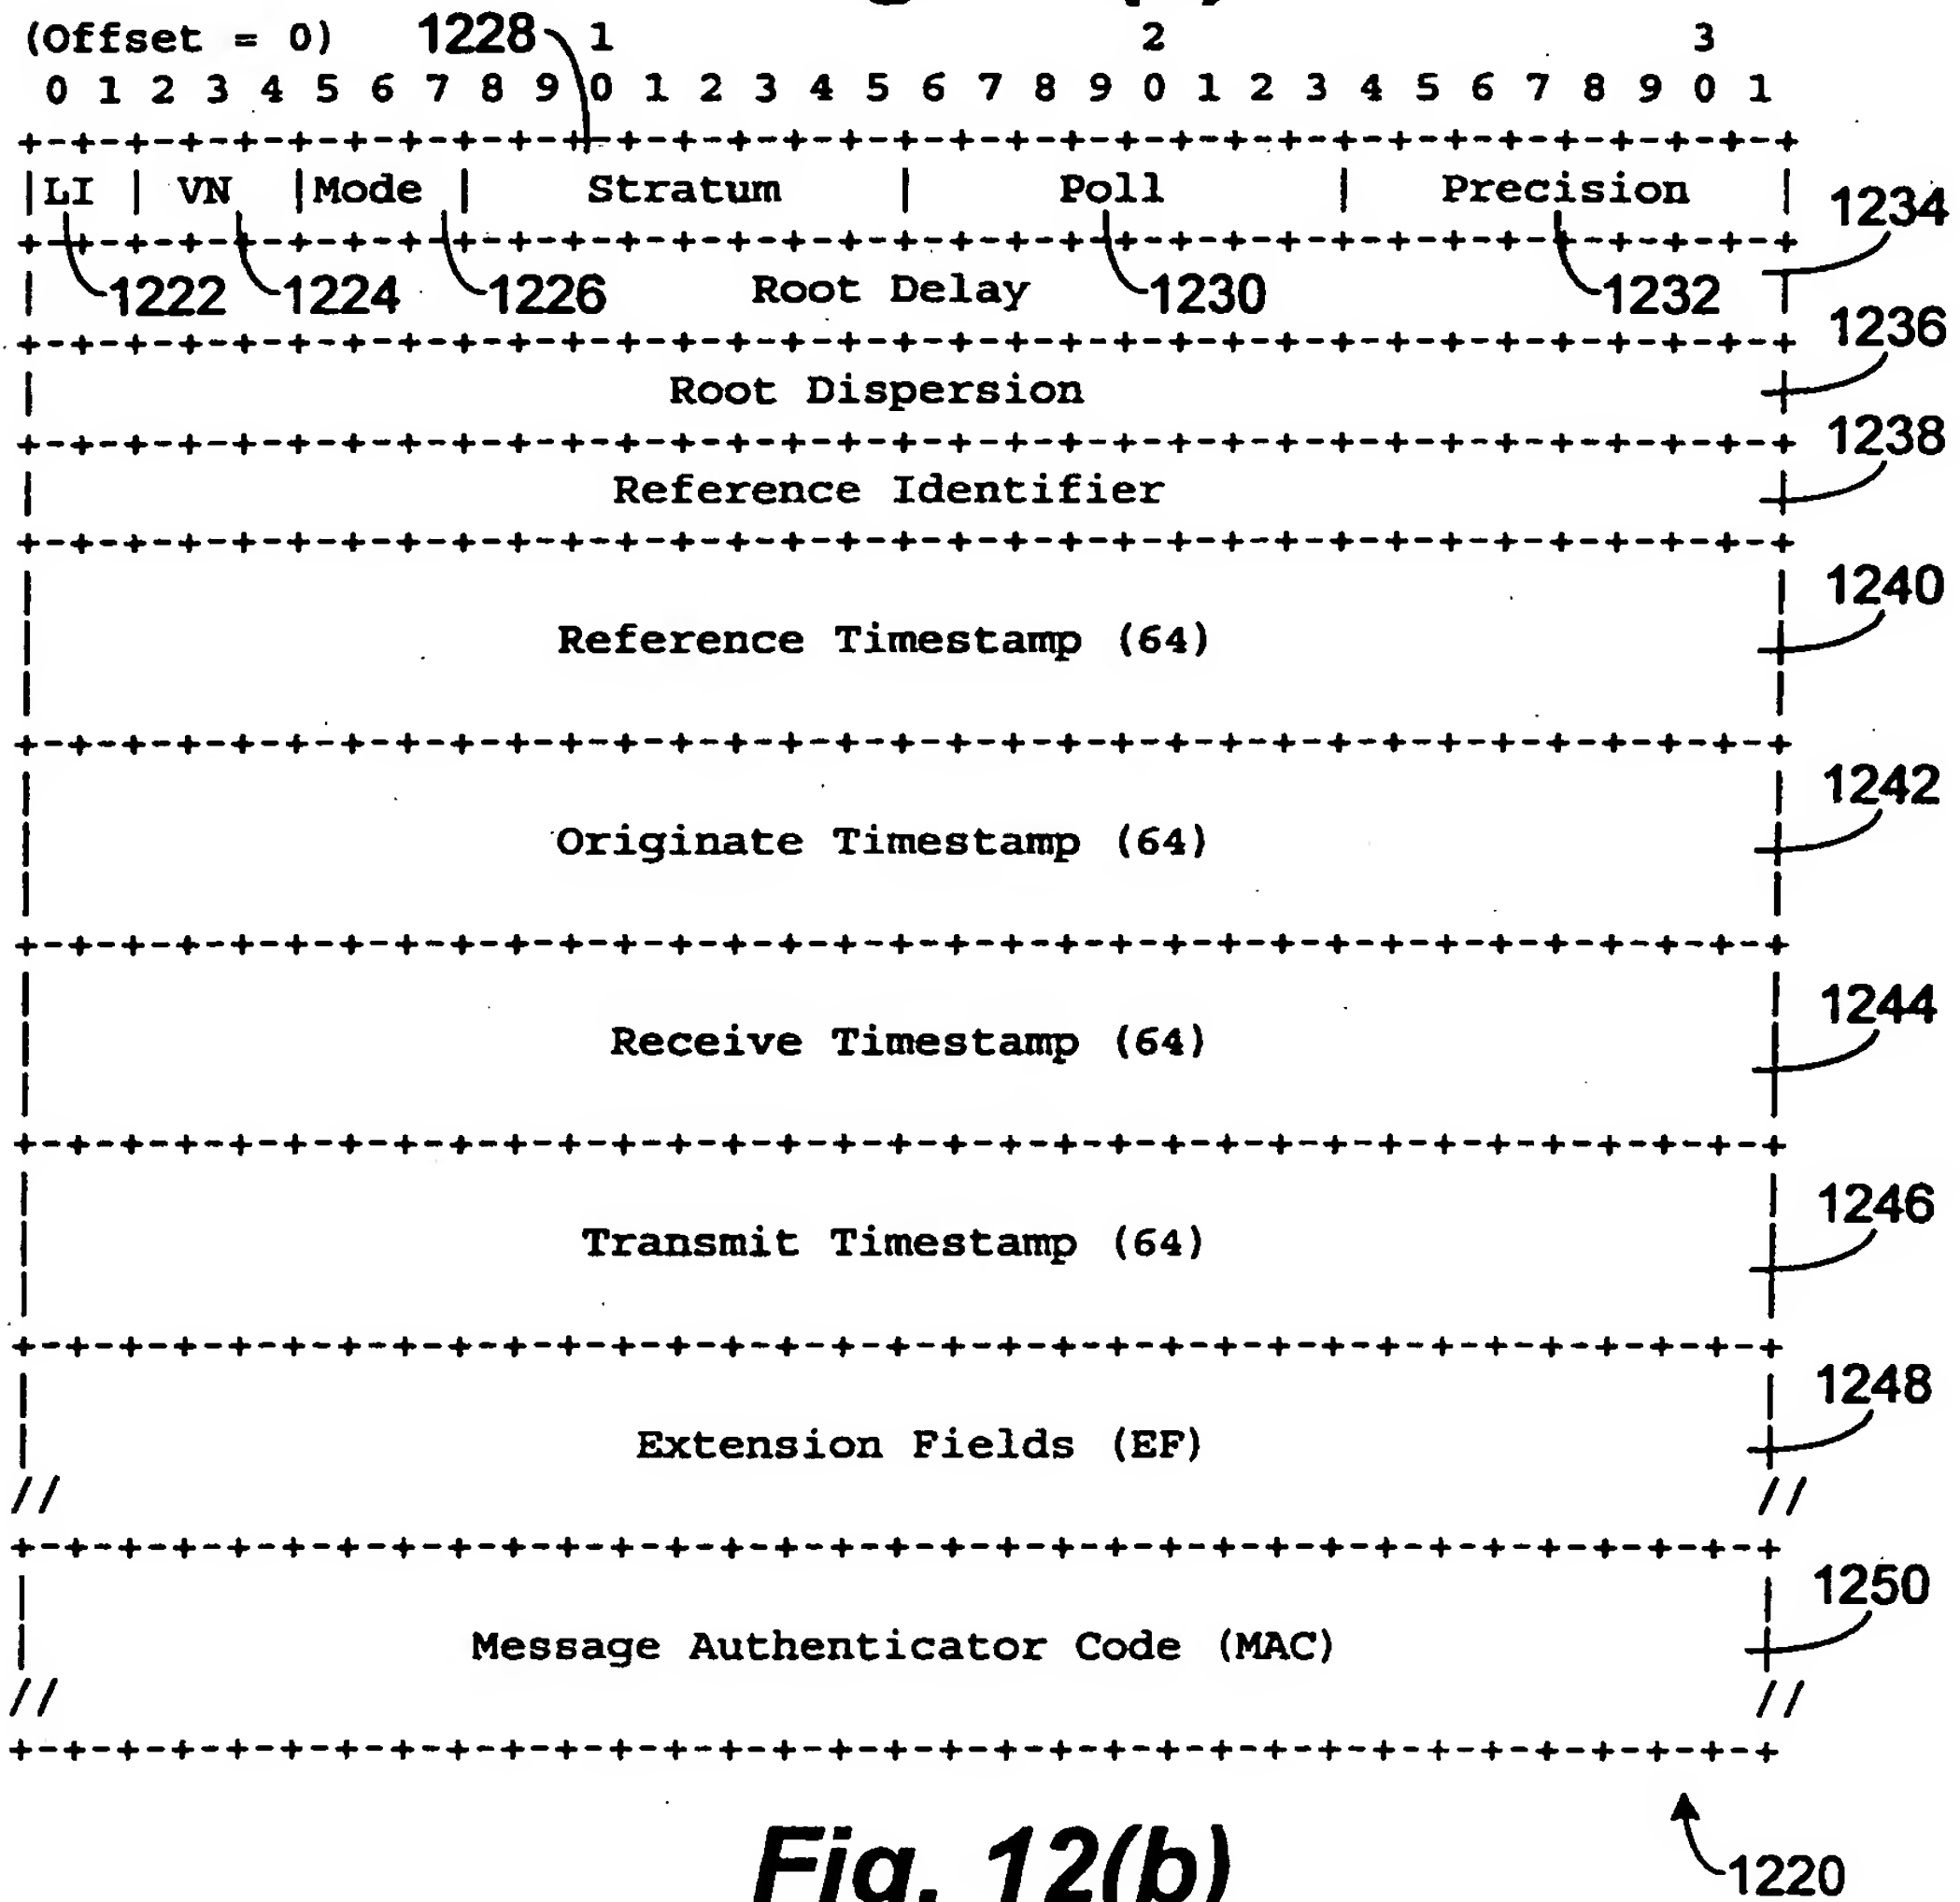 (Offset = 0) 1228 1 2 3
0 1 2 3 4 5 6 7 8 9 0 1 2 3 4 5 6 7 8 9 0 1 2 3 4 5 6 7 8 9 0 1
+-+-+-+-+-+-+-+-+-+-+-+-+-+-+-+-+-+-+-+-+-+-+-+-+-+-+-+-+-+-+-+-+
|LI | VN |Mode | Stratum | Poll | Precision | 1234
+-+-+-+-+-+-+-+-+-+-+-+-+-+-+-+-+-+-+-+-+-+-+-+-+-+-+-+-+-+-+-+-+
| 1222 1224 1226 Root Delay 1230 1232 |
+-+-+-+-+-+-+-+-+-+-+-+-+-+-+-+-+-+-+-+-+-+-+-+-+-+-+-+-+-+-+-+-+ 1236
| Root Dispersion |
+-+-+-+-+-+-+-+-+-+-+-+-+-+-+-+-+-+-+-+-+-+-+-+-+-+-+-+-+-+-+-+-+ 1238
| Reference Identifier |
+-+-+-+-+-+-+-+-+-+-+-+-+-+-+-+-+-+-+-+-+-+-+-+-+-+-+-+-+-+-+-+-+
| | 1240
| Reference Timestamp (64) |
| |
+-+-+-+-+-+-+-+-+-+-+-+-+-+-+-+-+-+-+-+-+-+-+-+-+-+-+-+-+-+-+-+-+
| | 1242
| Originate Timestamp (64) |
| |
+-+-+-+-+-+-+-+-+-+-+-+-+-+-+-+-+-+-+-+-+-+-+-+-+-+-+-+-+-+-+-+-+
| | 1244
| Receive Timestamp (64) |
| |
+-+-+-+-+-+-+-+-+-+-+-+-+-+-+-+-+-+-+-+-+-+-+-+-+-+-+-+-+-+-+-+-+
| | 1246
| Transmit Timestamp (64) |
| |
+-+-+-+-+-+-+-+-+-+-+-+-+-+-+-+-+-+-+-+-+-+-+-+-+-+-+-+-+-+-+-+-+
| | 1248
| Extension Fields (EF) |
// //
+-+-+-+-+-+-+-+-+-+-+-+-+-+-+-+-+-+-+-+-+-+-+-+-+-+-+-+-+-+-+-+-+
| | 1250
| Message Authenticator Code (MAC) |
// //
+-+-+-+-+-+-+-+-+-+-+-+-+-+-+-+-+-+-+-+-+-+-+-+-+-+-+-+-+-+-+-+-+
Fig. 12(b) 1220